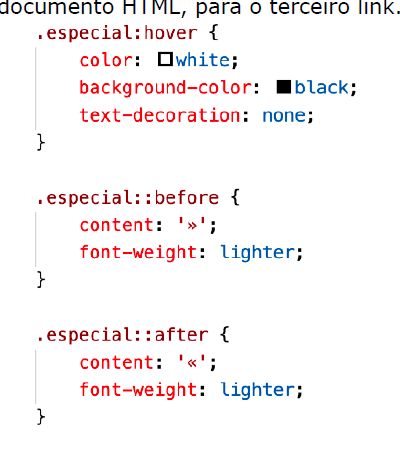 documento HTML, para o terceiro link.
.especial:hover {
color: white;
background-color: black;
text-decoration: none;
}
.especial::before {
content: '»';
font-weight: lighter;
}
.especial::after {
content: '«';
font-weight: lighter;
}